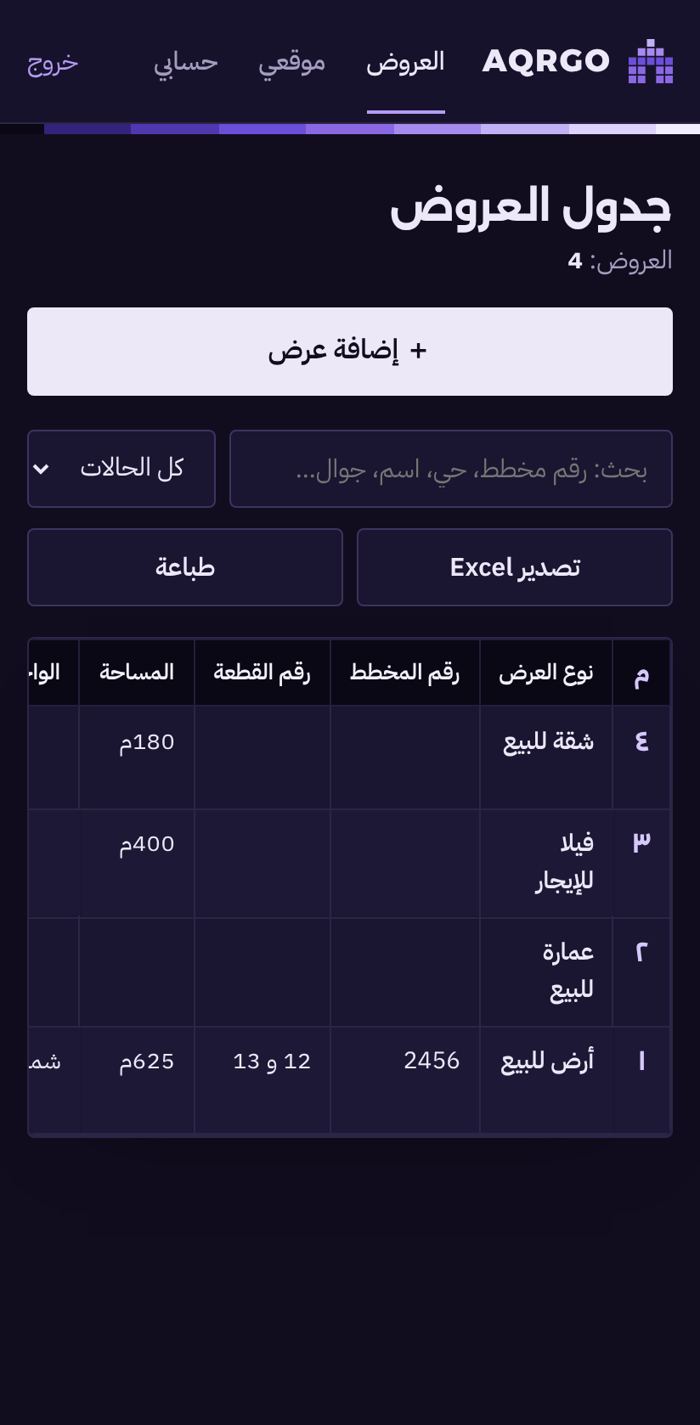 AQRGO العروض موقعي حسابي خروج
جدول العروض
العروض: 4
+ إضافة عرض
بحث: رقم مخطط، حي، اسم، جوال...
كل الحالات
تصدير Excel
طباعة
م نوع العرض رقم المخطط رقم القطعة المساحة
٤ شقة للبيع 180م
٣ فيلا للإيجار 400م
٢ عمارة للبيع
١ أرض للبيع 2456 12 و 13 625م